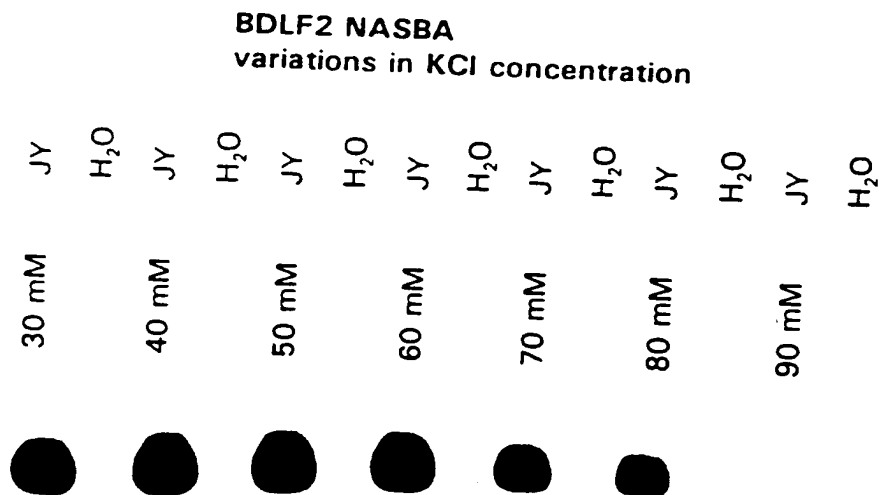 BDLF2 NASBA
variations in KCl concentration
JY H₂O JY H₂O JY H₂O JY H₂O JY H₂O JY H₂O JY H₂O
30 mM 40 mM 50 mM 60 mM 70 mM 80 mM 90 mM